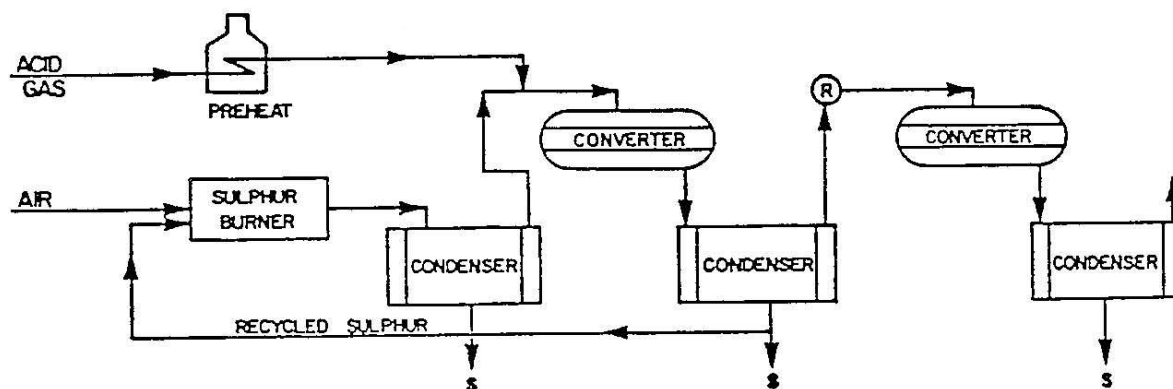 ACID
GAS
PREHEAT
R
CONVERTER
CONVERTER
AIR
SULPHUR
BURNER
CONDENSER
CONDENSER
CONDENSER
RECYCLED SULPHUR
S
S
S